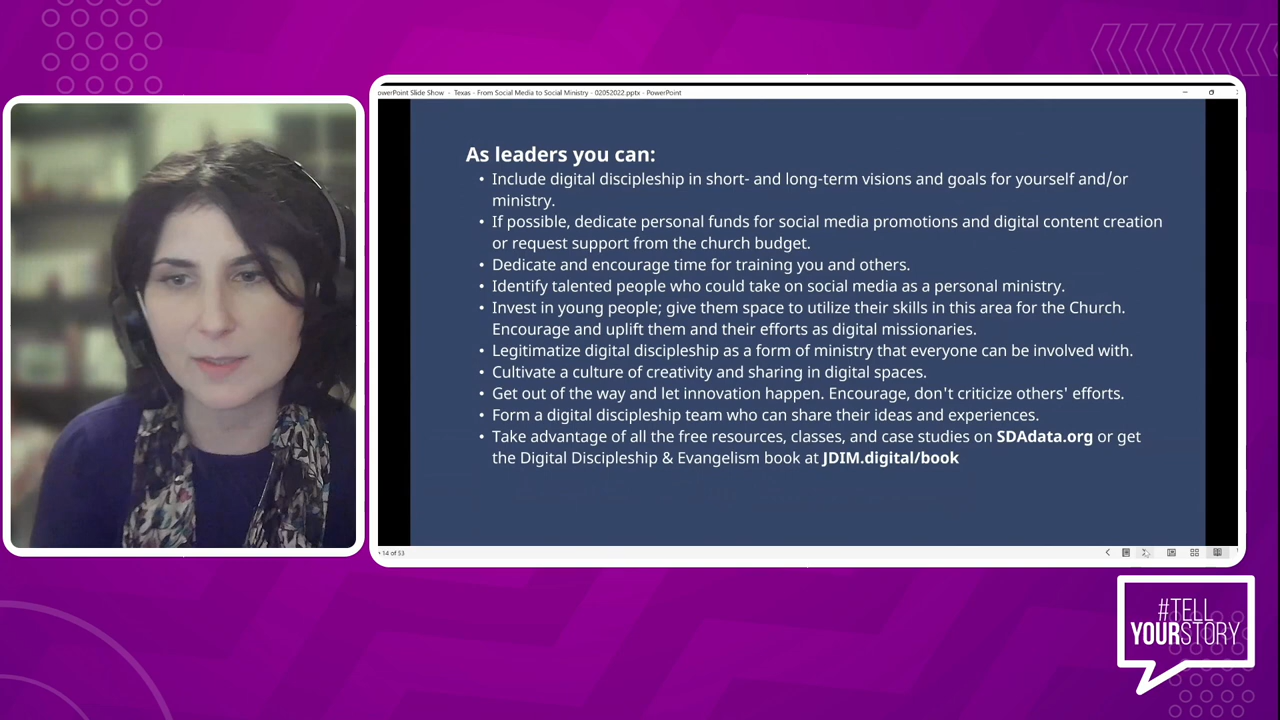 owerPoint Slide Show - Texas - From Social Media to Social Ministry - 02052022.pptx - PowerPoint
As leaders you can:
• Include digital discipleship in short- and long-term visions and goals for yourself and/or
ministry.
• If possible, dedicate personal funds for social media promotions and digital content creation
or request support from the church budget.
• Dedicate and encourage time for training you and others.
• Identify talented people who could take on social media as a personal ministry.
• Invest in young people; give them space to utilize their skills in this area for the Church.
Encourage and uplift them and their efforts as digital missionaries.
• Legitimatize digital discipleship as a form of ministry that everyone can be involved with.
• Cultivate a culture of creativity and sharing in digital spaces.
• Get out of the way and let innovation happen. Encourage, don't criticize others' efforts.
• Form a digital discipleship team who can share their ideas and experiences.
• Take advantage of all the free resources, classes, and case studies on SDAdata.org or get
the Digital Discipleship & Evangelism book at JDIM.digital/book
14 of 53
#TELL
YOURSTORY